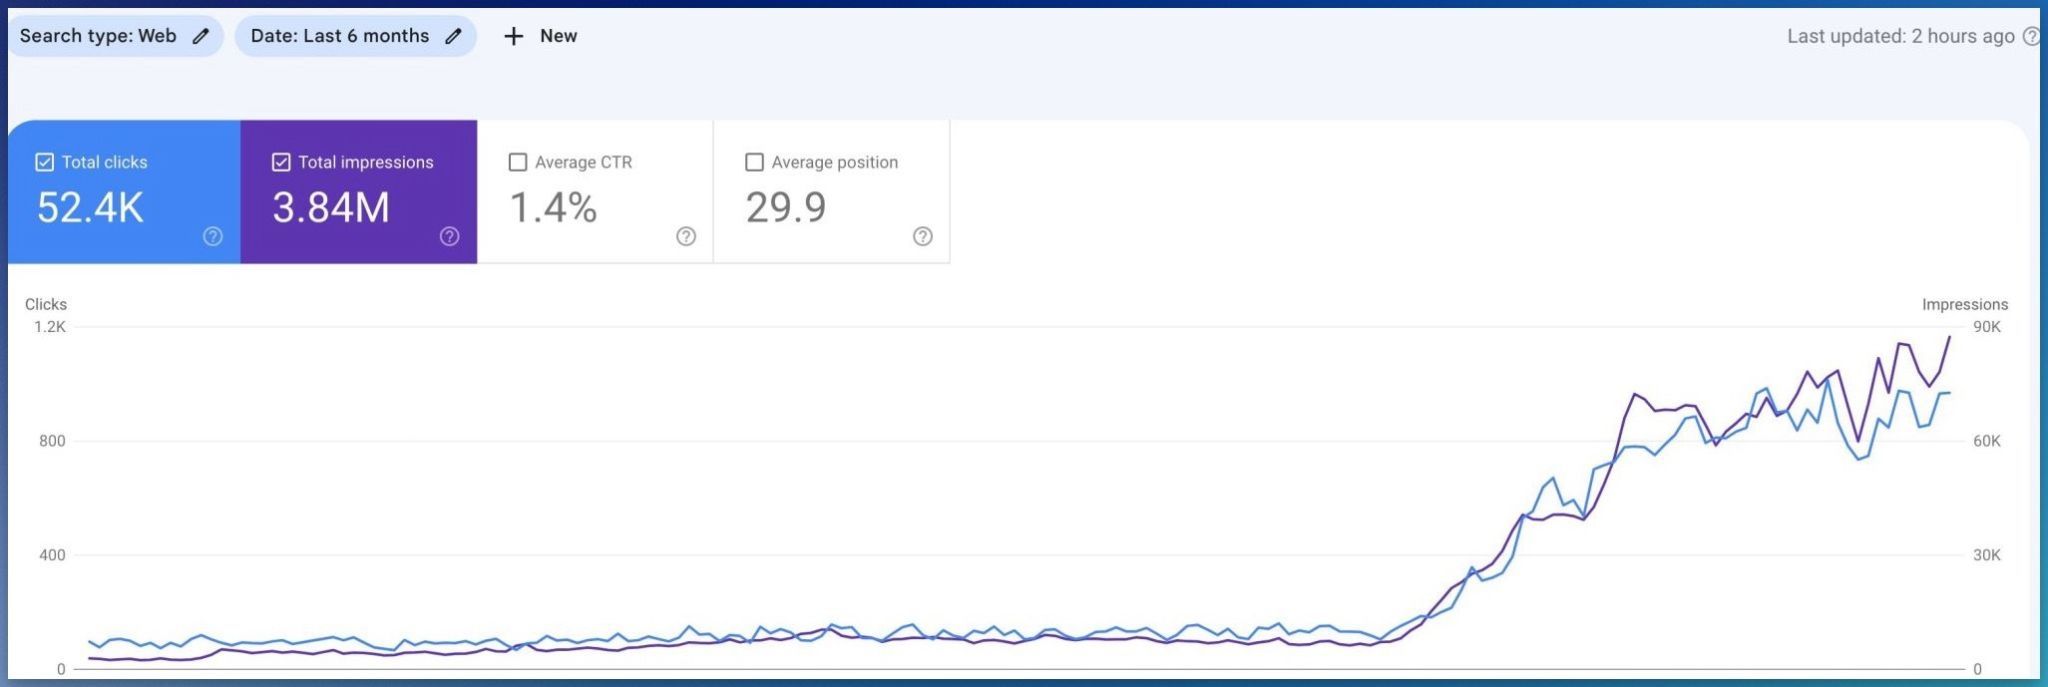 Search type: Web
Date: Last 6 months
+ New
Last updated: 2 hours ago
Total clicks
52.4K
Total impressions
3.84M
Average CTR
1.4%
Average position
29.9
Clicks
Impressions
1.2K
90K
800
60K
400
30K
0
0